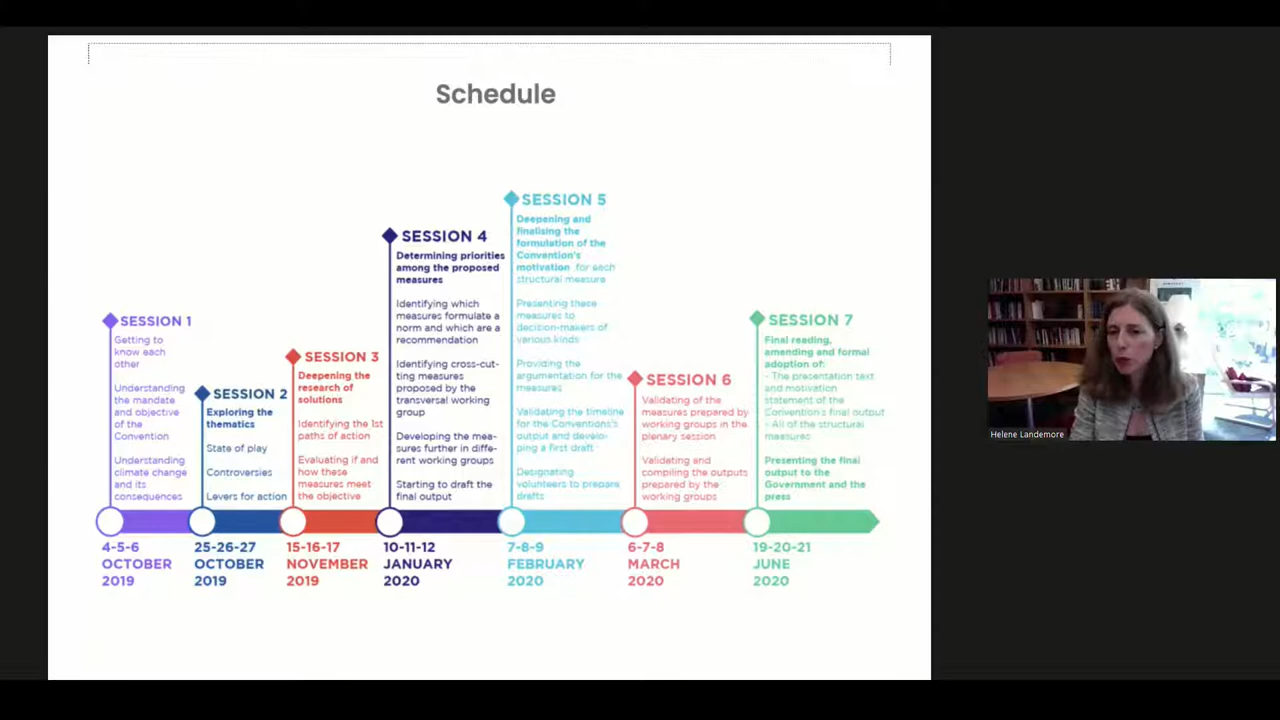 Schedule
SESSION 1
Getting to
know each
other
Understanding
the mandate
and objective
of the
Convention
Understanding
climate change
and its
consequences
4-5-6
OCTOBER
2019
SESSION 2
Exploring the
thematics
State of play
Controversies
Levers for action
25-26-27
OCTOBER
2019
SESSION 3
Deepening the
research of
solutions
Identifying the 1st
paths of action
Evaluating if and
how these
measures meet
the objective
15-16-17
NOVEMBER
2019
SESSION 4
Determining priorities
among the proposed
measures
Identifying which
measures formulate a
norm and which are a
recommendation
Identifying cross-cut-
ting measures
proposed by the
transversal working
group
Developing the mea-
sures further in diffe-
rent working groups
Starting to draft the
final output
10-11-12
JANUARY
2020
SESSION 5
Deepening and
finalising the
formulation of the
Convention's
motivation for each
structural measure
Presenting these
measures to
decision-makers of
various kinds
Providing the
argumentation for the
measures
Validating the timeline
for the Conventions's
output and develo-
ping a first draft
Designating
volunteers to prepare
drafts
7-8-9
FEBRUARY
2020
SESSION 6
Validating of the
measures prepared by
working groups in the
plenary session
Validating and
compiling the outputs
prepared by the
working groups
6-7-8
MARCH
2020
SESSION 7
Final reading,
amending and formal
adoption of:
- The presentation text
and motivation
statement of the
Convention's final output
- All of the structural
measures
Presenting the final
output to the
Government and the
press
19-20-21
JUNE
2020
Helene Landemore